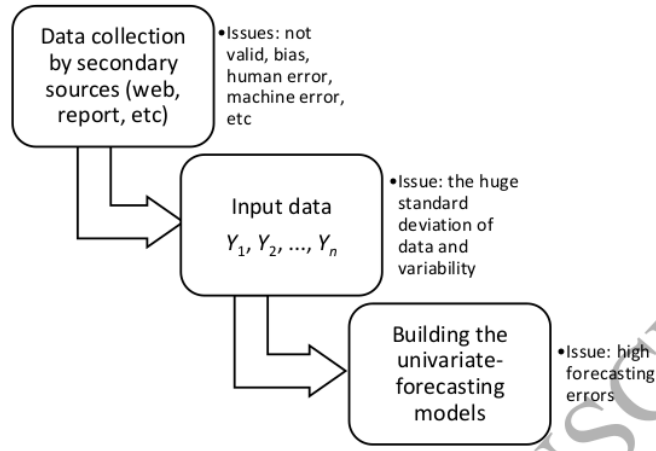 Data collection
by secondary
sources (web,
report, etc)
•Issues: not
valid, bias,
human error,
machine error,
etc
Input data
Y1, Y2, ..., Yn
•Issue: the huge
standard
deviation of
data and
variability
Building the
univariate-
forecasting
models
•Issue: high
forecasting
errors